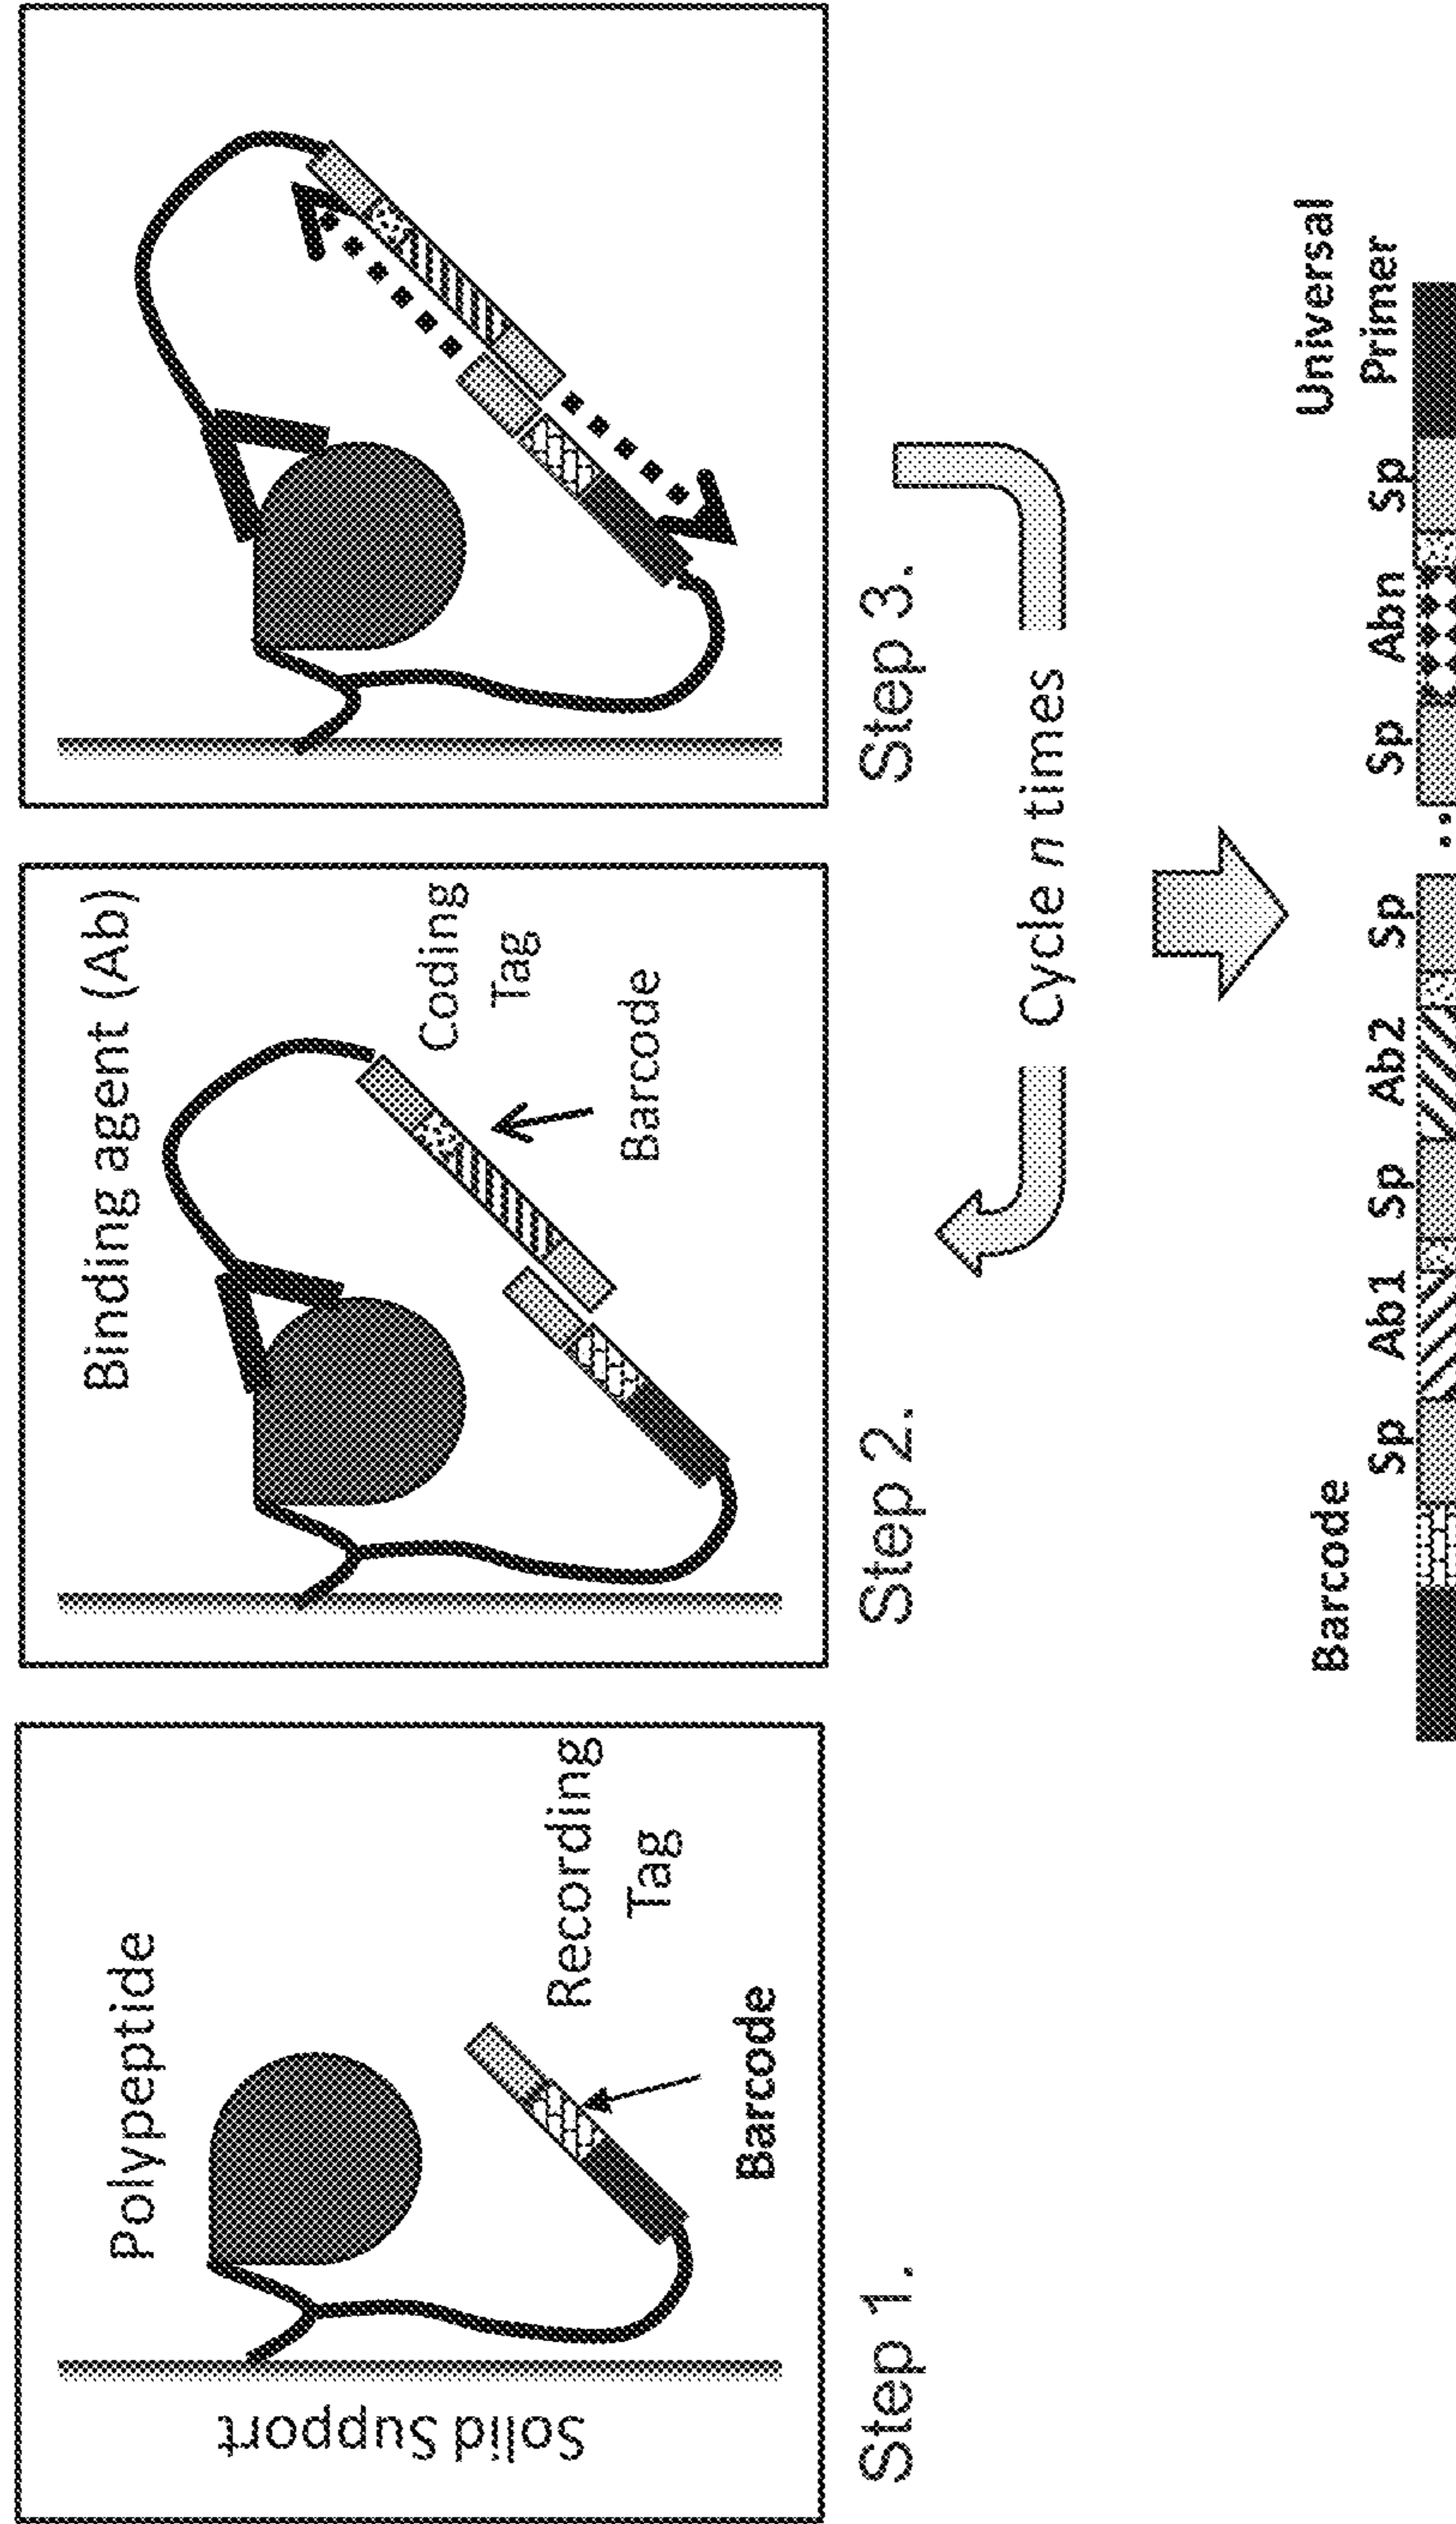 Solid Support
Polypeptide
Recording
Tag
Barcode
Step 1.
Binding agent (Ab)
Coding
Tag
Barcode
Step 2.
Step 3.
Cycle n times
Barcode
Universal
Sp Ab1 Sp Ab2 Sp Sp Abn Sp Primer
..